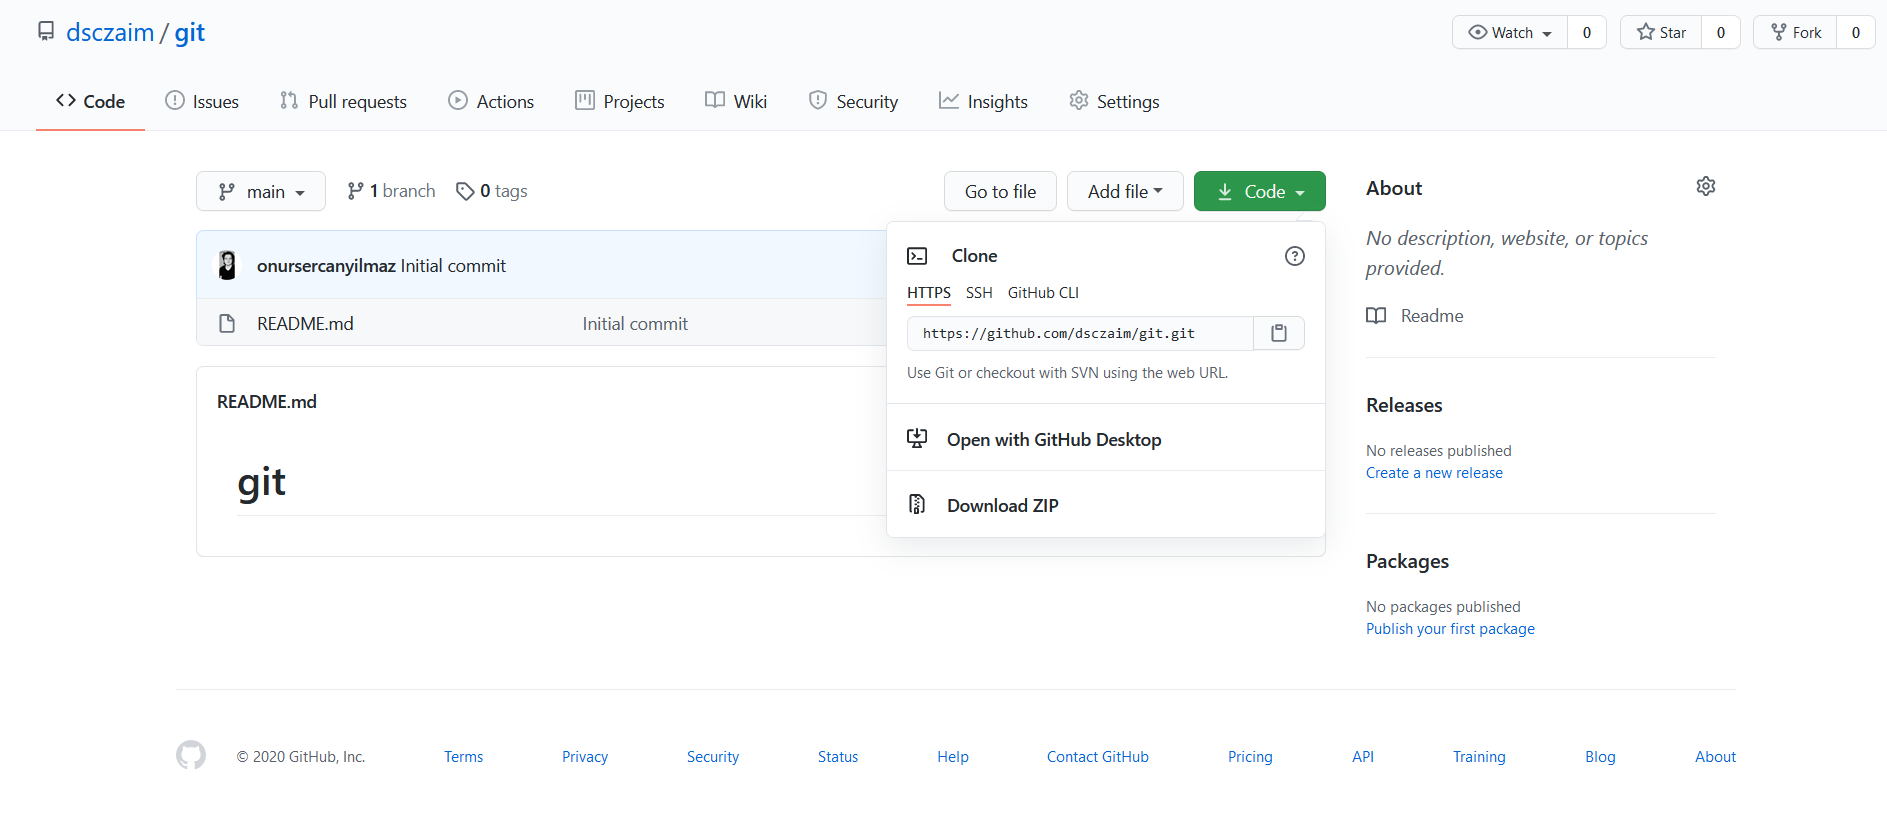 dsczaim / git
Watch 0 Star 0 Fork 0
Code Issues Pull requests Actions Projects Wiki Security Insights Settings
main 1 branch 0 tags Go to file Add file Code
onursercanyilmaz Initial commit
README.md Initial commit
README.md
git
Clone
HTTPS SSH GitHub CLI
https://github.com/dsczaim/git.git
Use Git or checkout with SVN using the web URL.
Open with GitHub Desktop
Download ZIP
About
No description, website, or topics
provided.
Readme
Releases
No releases published
Create a new release
Packages
No packages published
Publish your first package
© 2020 GitHub, Inc. Terms Privacy Security Status Help Contact GitHub Pricing API Training Blog About